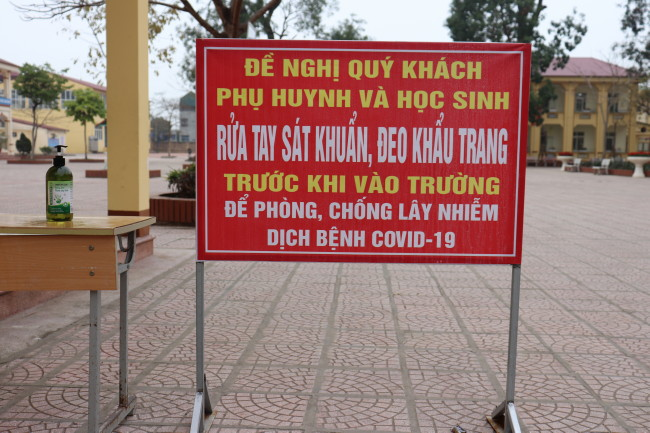 ĐỀ NGHỊ QUÝ KHÁCH
PHỤ HUYNH VÀ HỌC SINH
RỬA TAY SÁT KHUẨN, ĐEO KHẨU TRANG
TRƯỚC KHI VÀO TRƯỜNG
ĐỂ PHÒNG, CHỐNG LÂY NHIỄM
DỊCH BỆNH COVID-19